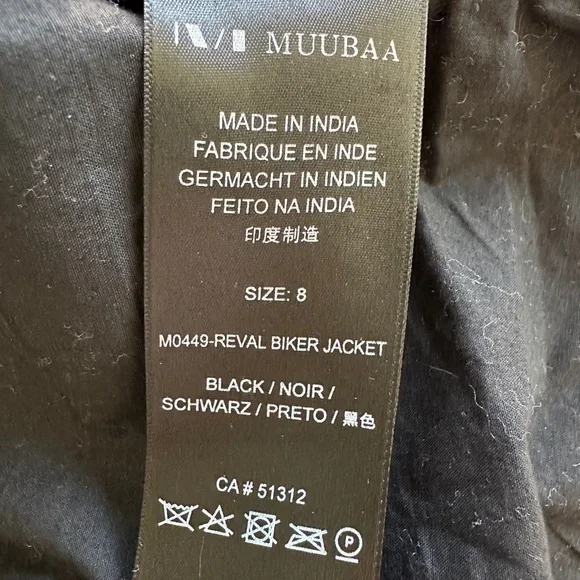 MUUBAA
MADE IN INDIA
FABRIQUE EN INDE
GERMACHT IN INDIEN
FEITO NA INDIA
印度制造
SIZE: 8
M0449-REVAL BIKER JACKET
BLACK / NOIR /
SCHWARZ / PRETO / 黑色
CA # 51312
P